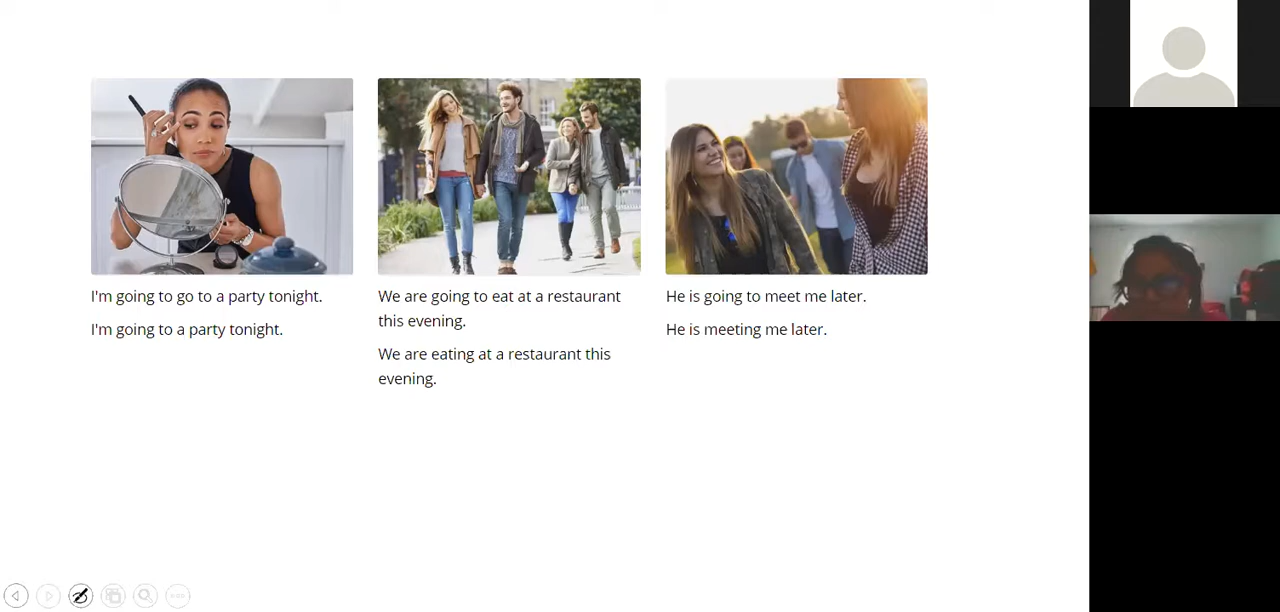 I'm going to go to a party tonight.
I'm going to a party tonight.
We are going to eat at a restaurant
this evening.
We are eating at a restaurant this
evening.
He is going to meet me later.
He is meeting me later.